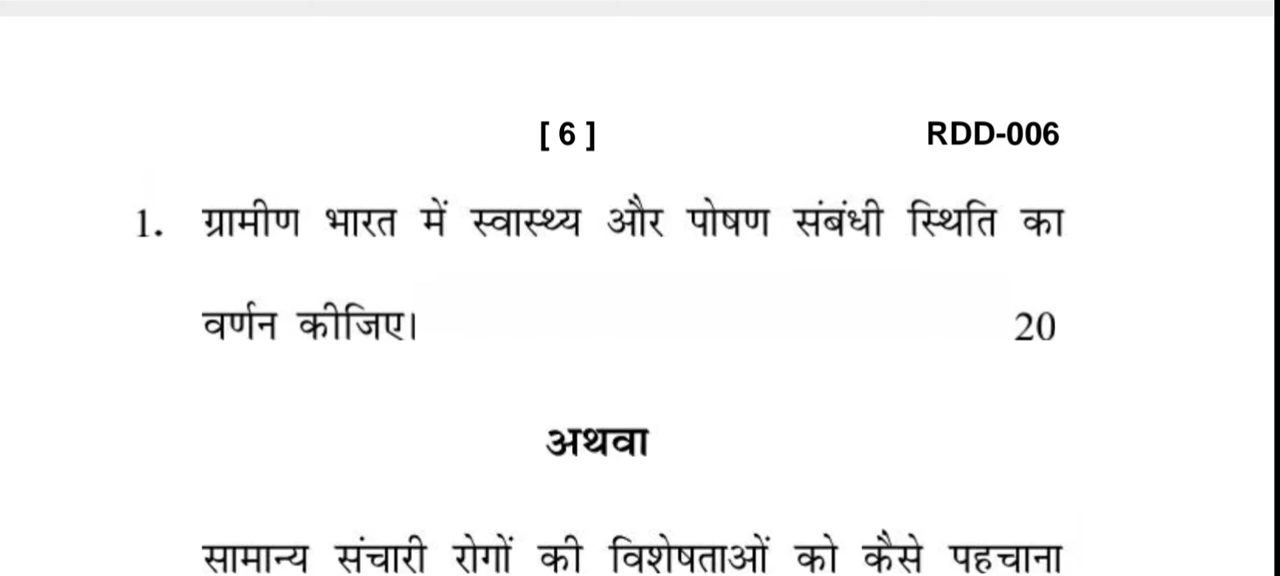 [ 6 ] RDD-006
1. ग्रामीण भारत में स्वास्थ्य और पोषण संबंधी स्थिति का
वर्णन कीजिए। 20
अथवा
सामान्य संचारी रोगों की विशेषताओं को कैसे पहचाना